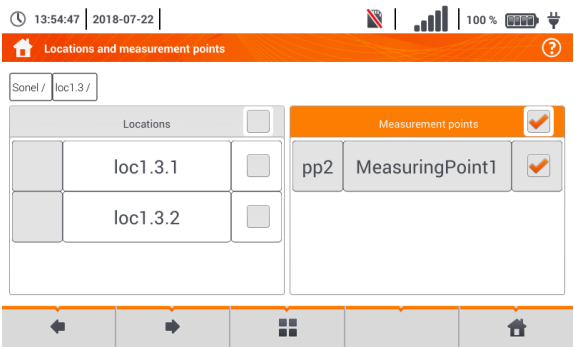 13:54:47 2018-07-22 100 %
Locations and measurement points ?
Sonel / loc1.3 /
Locations Measurement points
loc1.3.1 pp2 MeasuringPoint1
loc1.3.2